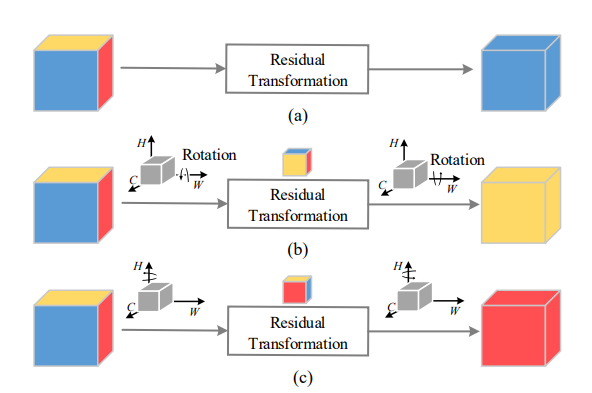 Residual
Transformation
(a)
H
C
W
Rotation
H
C
W
Rotation
Residual
Transformation
(b)
H
C
W
H
C
W
Residual
Transformation
(c)